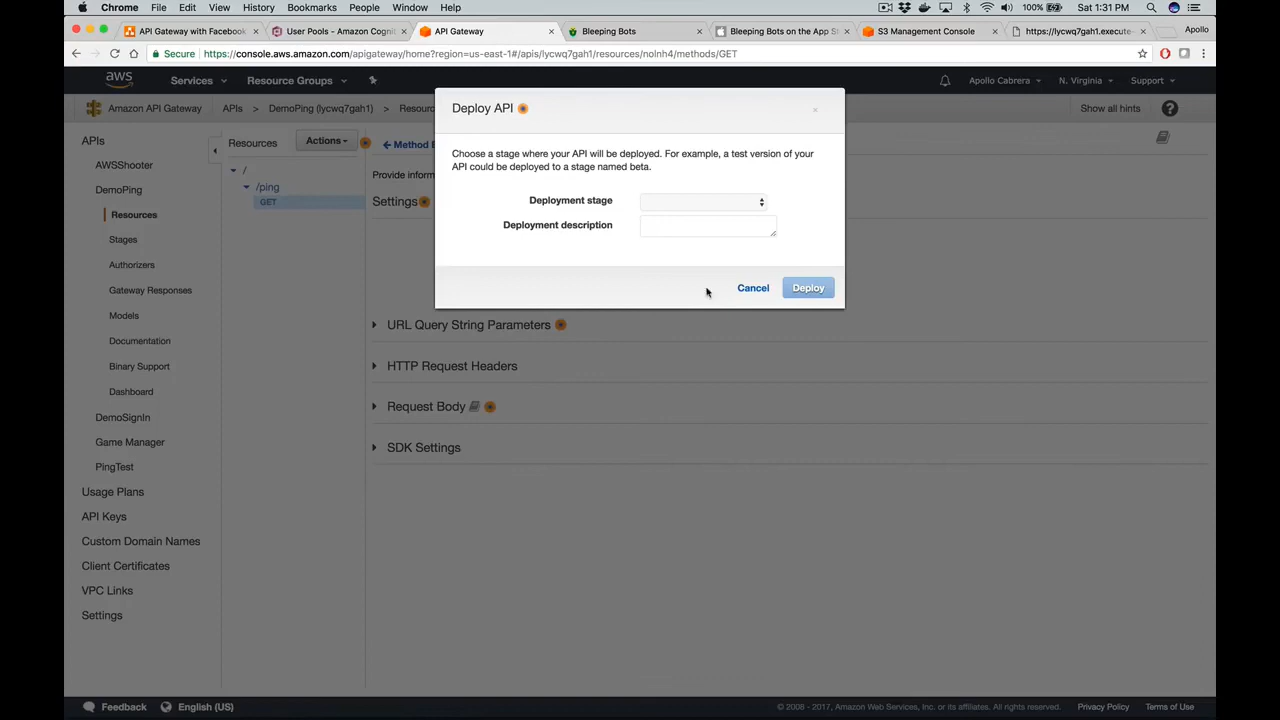 Chrome File Edit View History Bookmarks People Window Help 100% Sat 1:31 PM
API Gateway with Facebook
User Pools - Amazon Cogni
API Gateway
Bleeping Bots
Bleeping Bots on the App S
S3 Management Console
https://lycwq7gah1.execute-
Apollo
Secure https://console.aws.amazon.com/apigateway/home?region=us-east-1#/apis/lycwq7gah1/resources/nolnh4/methods/GET
aws Services Resource Groups Apollo Cabrera N. Virginia Support
Amazon API Gateway APIs > DemoPing (lycwq7gah1) > Resourc Show all hints ?
Deploy API
Choose a stage where your API will be deployed. For example, a test version of your
API could be deployed to a stage named beta.
Deployment stage
Deployment description
Cancel Deploy
APIs
AWSShooter
DemoPing
Resources
Stages
Authorizers
Gateway Responses
Models
Documentation
Binary Support
Dashboard
DemoSignIn
Game Manager
PingTest
Usage Plans
API Keys
Custom Domain Names
Client Certificates
VPC Links
Settings
Resources Actions
/
/ping
GET
Method E
Provide inform
Settings
URL Query String Parameters
HTTP Request Headers
Request Body
SDK Settings
Feedback English (US) © 2008 - 2017, Amazon Web Services, Inc. or its affiliates. All rights reserved. Privacy Policy Terms of Use